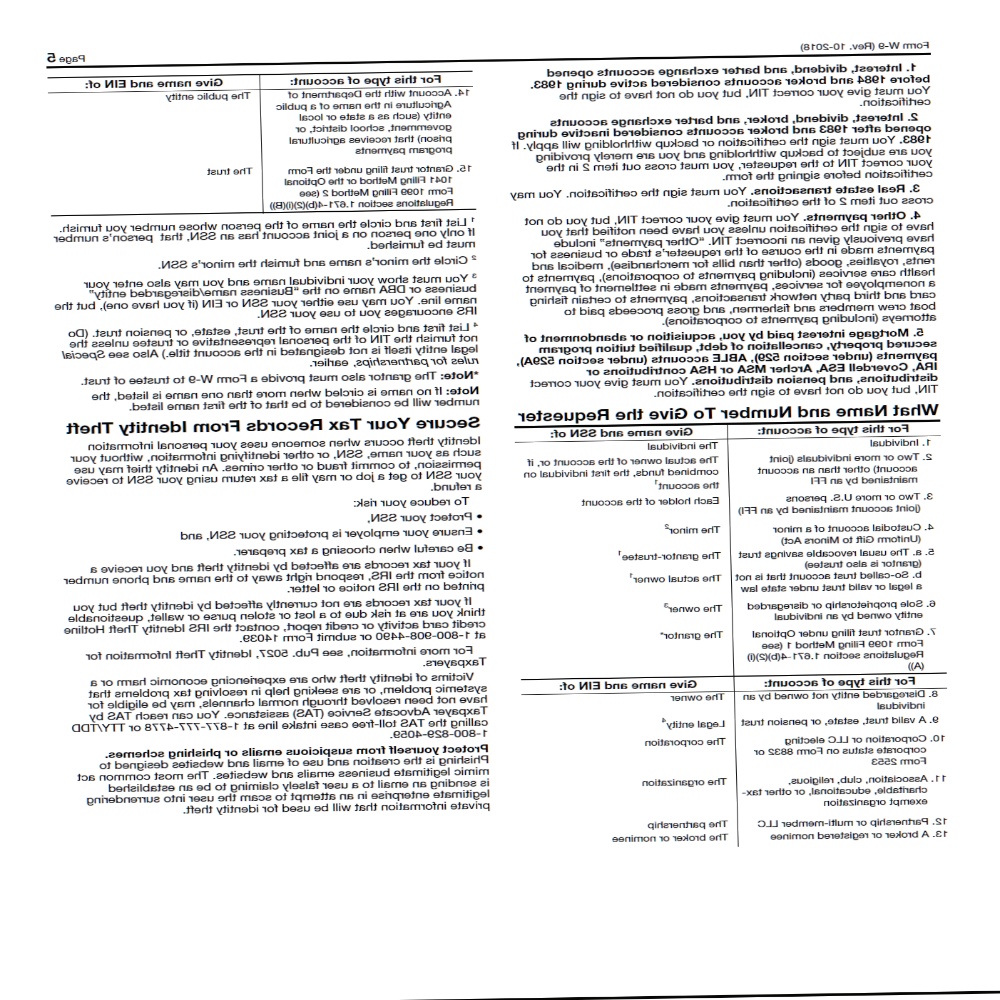 Form W-9 (Rev. 10-2018)
Page 5
1. Interest, dividend, and barter exchange accounts opened
before 1984 and broker accounts considered active during 1983.
You must give your correct TIN, but you do not have to sign the
certification.
2. Interest, dividend, broker, and barter exchange accounts
opened after 1983 and broker accounts considered inactive during
1983. You must sign the certification or backup withholding will apply. If
you are subject to backup withholding and you are merely providing
your correct TIN to the requester, you must cross out item 2 in the
certification before signing the form.
3. Real estate transactions. You must sign the certification. You may
cross out item 2 of the certification.
4. Other payments. You must give your correct TIN, but you do not
have to sign the certification unless you have been notified that you
have previously given an incorrect TIN. “Other payments” include
payments made in the course of the requester’s trade or business for
rents, royalties, goods (other than bills for merchandise), medical and
health care services (including payments to corporations), payments to
a nonemployee for services, payments made in settlement of payment
card and third party network transactions, payments to certain fishing
boat crew members and fishermen, and gross proceeds paid to
attorneys (including payments to corporations).
5. Mortgage interest paid by you, acquisition or abandonment of
secured property, cancellation of debt, qualified tuition program
payments (under section 529), ABLE accounts (under section 529A),
IRA, Coverdell ESA, Archer MSA or HSA contributions or
distributions, and pension distributions. You must give your correct
TIN, but you do not have to sign the certification.
What Name and Number To Give the Requester
For this type of account: Give name and SSN of:
1. Individual The individual
2. Two or more individuals (joint The actual owner of the account or, if
account) other than an account combined funds, the first individual on
maintained by an FFI the account¹
3. Two or more U.S. persons Each holder of the account
(joint account maintained by an FFI)
4. Custodial account of a minor The minor²
(Uniform Gift to Minors Act)
5. a. The usual revocable savings trust The grantor-trustee¹
(grantor is also trustee)
b. So-called trust account that is not The actual owner¹
a legal or valid trust under state law
6. Sole proprietorship or disregarded The owner³
entity owned by an individual
7. Grantor trust filing under Optional The grantor*
Form 1099 Filing Method 1 (see
Regulations section 1.671-4(b)(2)(i)
(A))
For this type of account: Give name and EIN of:
8. Disregarded entity not owned by an The owner
individual
9. A valid trust, estate, or pension trust Legal entity⁴
10. Corporation or LLC electing The corporation
corporate status on Form 8832 or
Form 2553
11. Association, club, religious, The organization
charitable, educational, or other tax-
exempt organization
12. Partnership or multi-member LLC The partnership
13. A broker or registered nominee The broker or nominee
For this type of account: Give name and EIN of:
14. Account with the Department of The public entity
Agriculture in the name of a public
entity (such as a state or local
government, school district, or
prison) that receives agricultural
program payments
15. Grantor trust filing under the Form The trust
1041 Filing Method or the Optional
Form 1099 Filing Method 2 (see
Regulations section 1.671-4(b)(2)(i)(B))
¹ List first and circle the name of the person whose number you furnish.
If only one person on a joint account has an SSN, that person’s number
must be furnished.
² Circle the minor’s name and furnish the minor’s SSN.
³ You must show your individual name and you may also enter your
business or DBA name on the “Business name/disregarded entity”
name line. You may use either your SSN or EIN (if you have one), but the
IRS encourages you to use your SSN.
⁴ List first and circle the name of the trust, estate, or pension trust. (Do
not furnish the TIN of the personal representative or trustee unless the
legal entity itself is not designated in the account title.) Also see Special
rules for partnerships, earlier.
*Note: The grantor also must provide a Form W-9 to trustee of trust.
Note: If no name is circled when more than one name is listed, the
number will be considered to be that of the first name listed.
Secure Your Tax Records From Identity Theft
Identity theft occurs when someone uses your personal information
such as your name, SSN, or other identifying information, without your
permission, to commit fraud or other crimes. An identity thief may use
your SSN to get a job or may file a tax return using your SSN to receive
a refund.
To reduce your risk:
• Protect your SSN,
• Ensure your employer is protecting your SSN, and
• Be careful when choosing a tax preparer.
If your tax records are affected by identity theft and you receive a
notice from the IRS, respond right away to the name and phone number
printed on the IRS notice or letter.
If your tax records are not currently affected by identity theft but you
think you are at risk due to a lost or stolen purse or wallet, questionable
credit card activity or credit report, contact the IRS Identity Theft Hotline
at 1-800-908-4490 or submit Form 14039.
For more information, see Pub. 5027, Identity Theft Information for
Taxpayers.
Victims of identity theft who are experiencing economic harm or a
systemic problem, or are seeking help in resolving tax problems that
have not been resolved through normal channels, may be eligible for
Taxpayer Advocate Service (TAS) assistance. You can reach TAS by
calling the TAS toll-free case intake line at 1-877-777-4778 or TTY/TDD
1-800-829-4059.
Protect yourself from suspicious emails or phishing schemes.
Phishing is the creation and use of email and websites designed to
mimic legitimate business emails and websites. The most common act
is sending an email to a user falsely claiming to be an established
legitimate enterprise in an attempt to scam the user into surrendering
private information that will be used for identity theft.